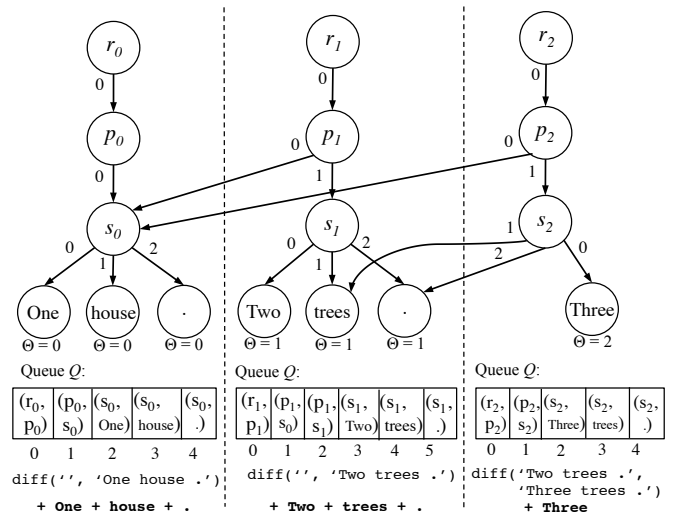 r0 r1 r2
0 0 0
p0 p1 p2
0 0 1 0 1
s0 s1 s2
0 1 2 0 1 2 1 2 0
One house . Two trees . Three
Θ = 0 Θ = 0 Θ = 0 Θ = 1 Θ = 1 Θ = 1 Θ = 2
Queue Q: Queue Q: Queue Q:
(r0, (p0, (s0, (s0, (s0, (r1, (p1, (p1, (s1, (s1, (s1, (r2, (p2, (s2, (s2, (s2,
p0) s0) One) house) .) p1) s0) s1) Two) trees) .) p2) s2) Three) trees) .)
0 1 2 3 4 0 1 2 3 4 5 0 1 2 3 4
diff('', 'One house .') diff('', 'Two trees .') diff('Two trees .',
'Three trees .')
+ One + house + . + Two + trees + . + Three